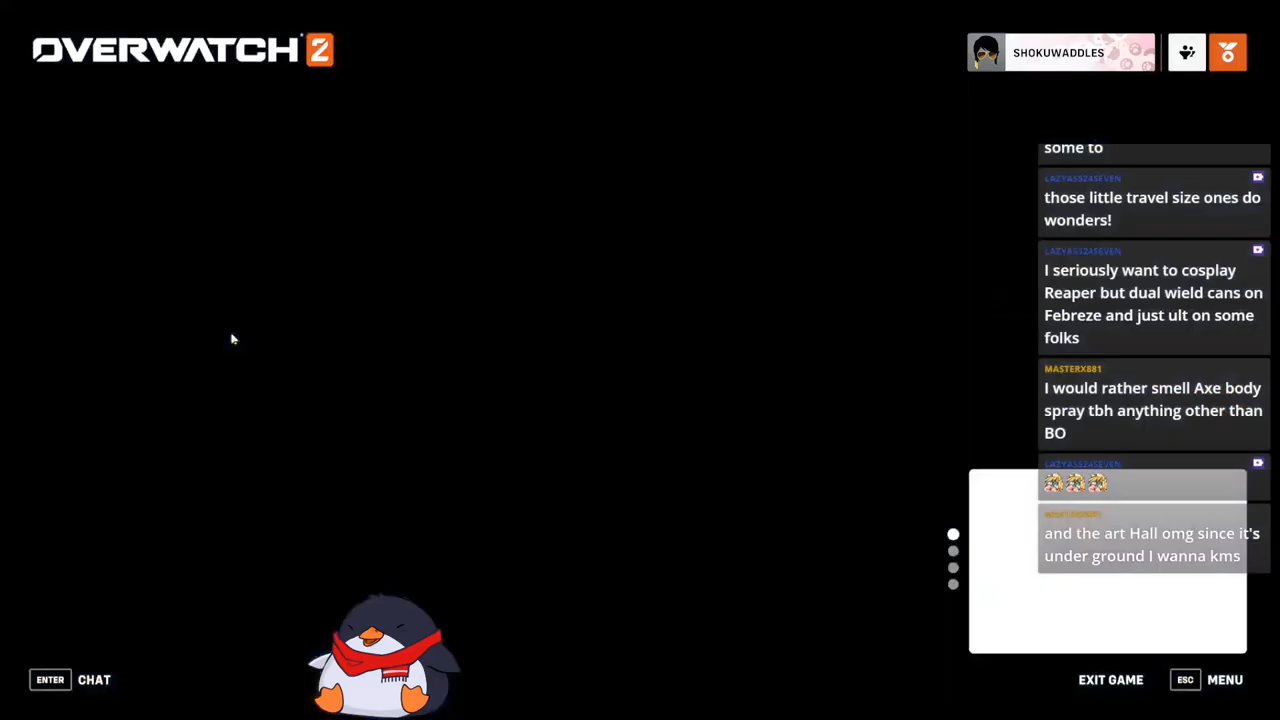 OVERWATCH 2
SHOKUWADDLES
some to
LAZYASS24SEVEN
those little travel size ones do
wonders!
LAZYASS24SEVEN
I seriously want to cosplay
Reaper but dual wield cans on
Febreze and just ult on some
folks
MASTERX881
I would rather smell Axe body
spray tbh anything other than
BO
LAZYASS24SEVEN
and the art Hall omg since it's
under ground I wanna kms
ENTER CHAT
EXIT GAME
ESC MENU